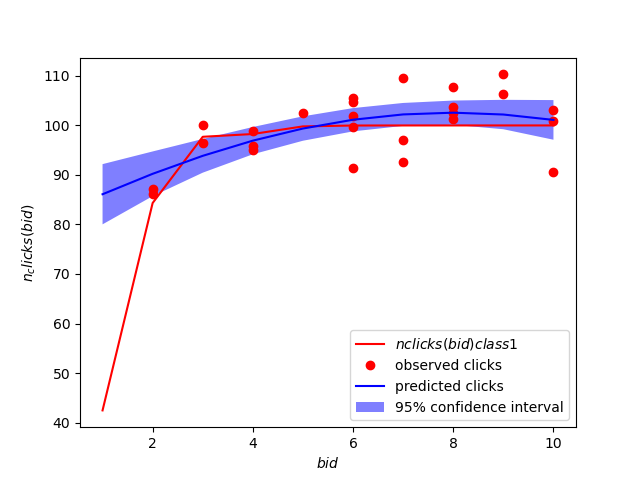 110
100
90
80
70
60
50
40
n_clicks(bid)
2
4
6
8
10
bid
nclicks(bid)class1
observed clicks
predicted clicks
95% confidence interval